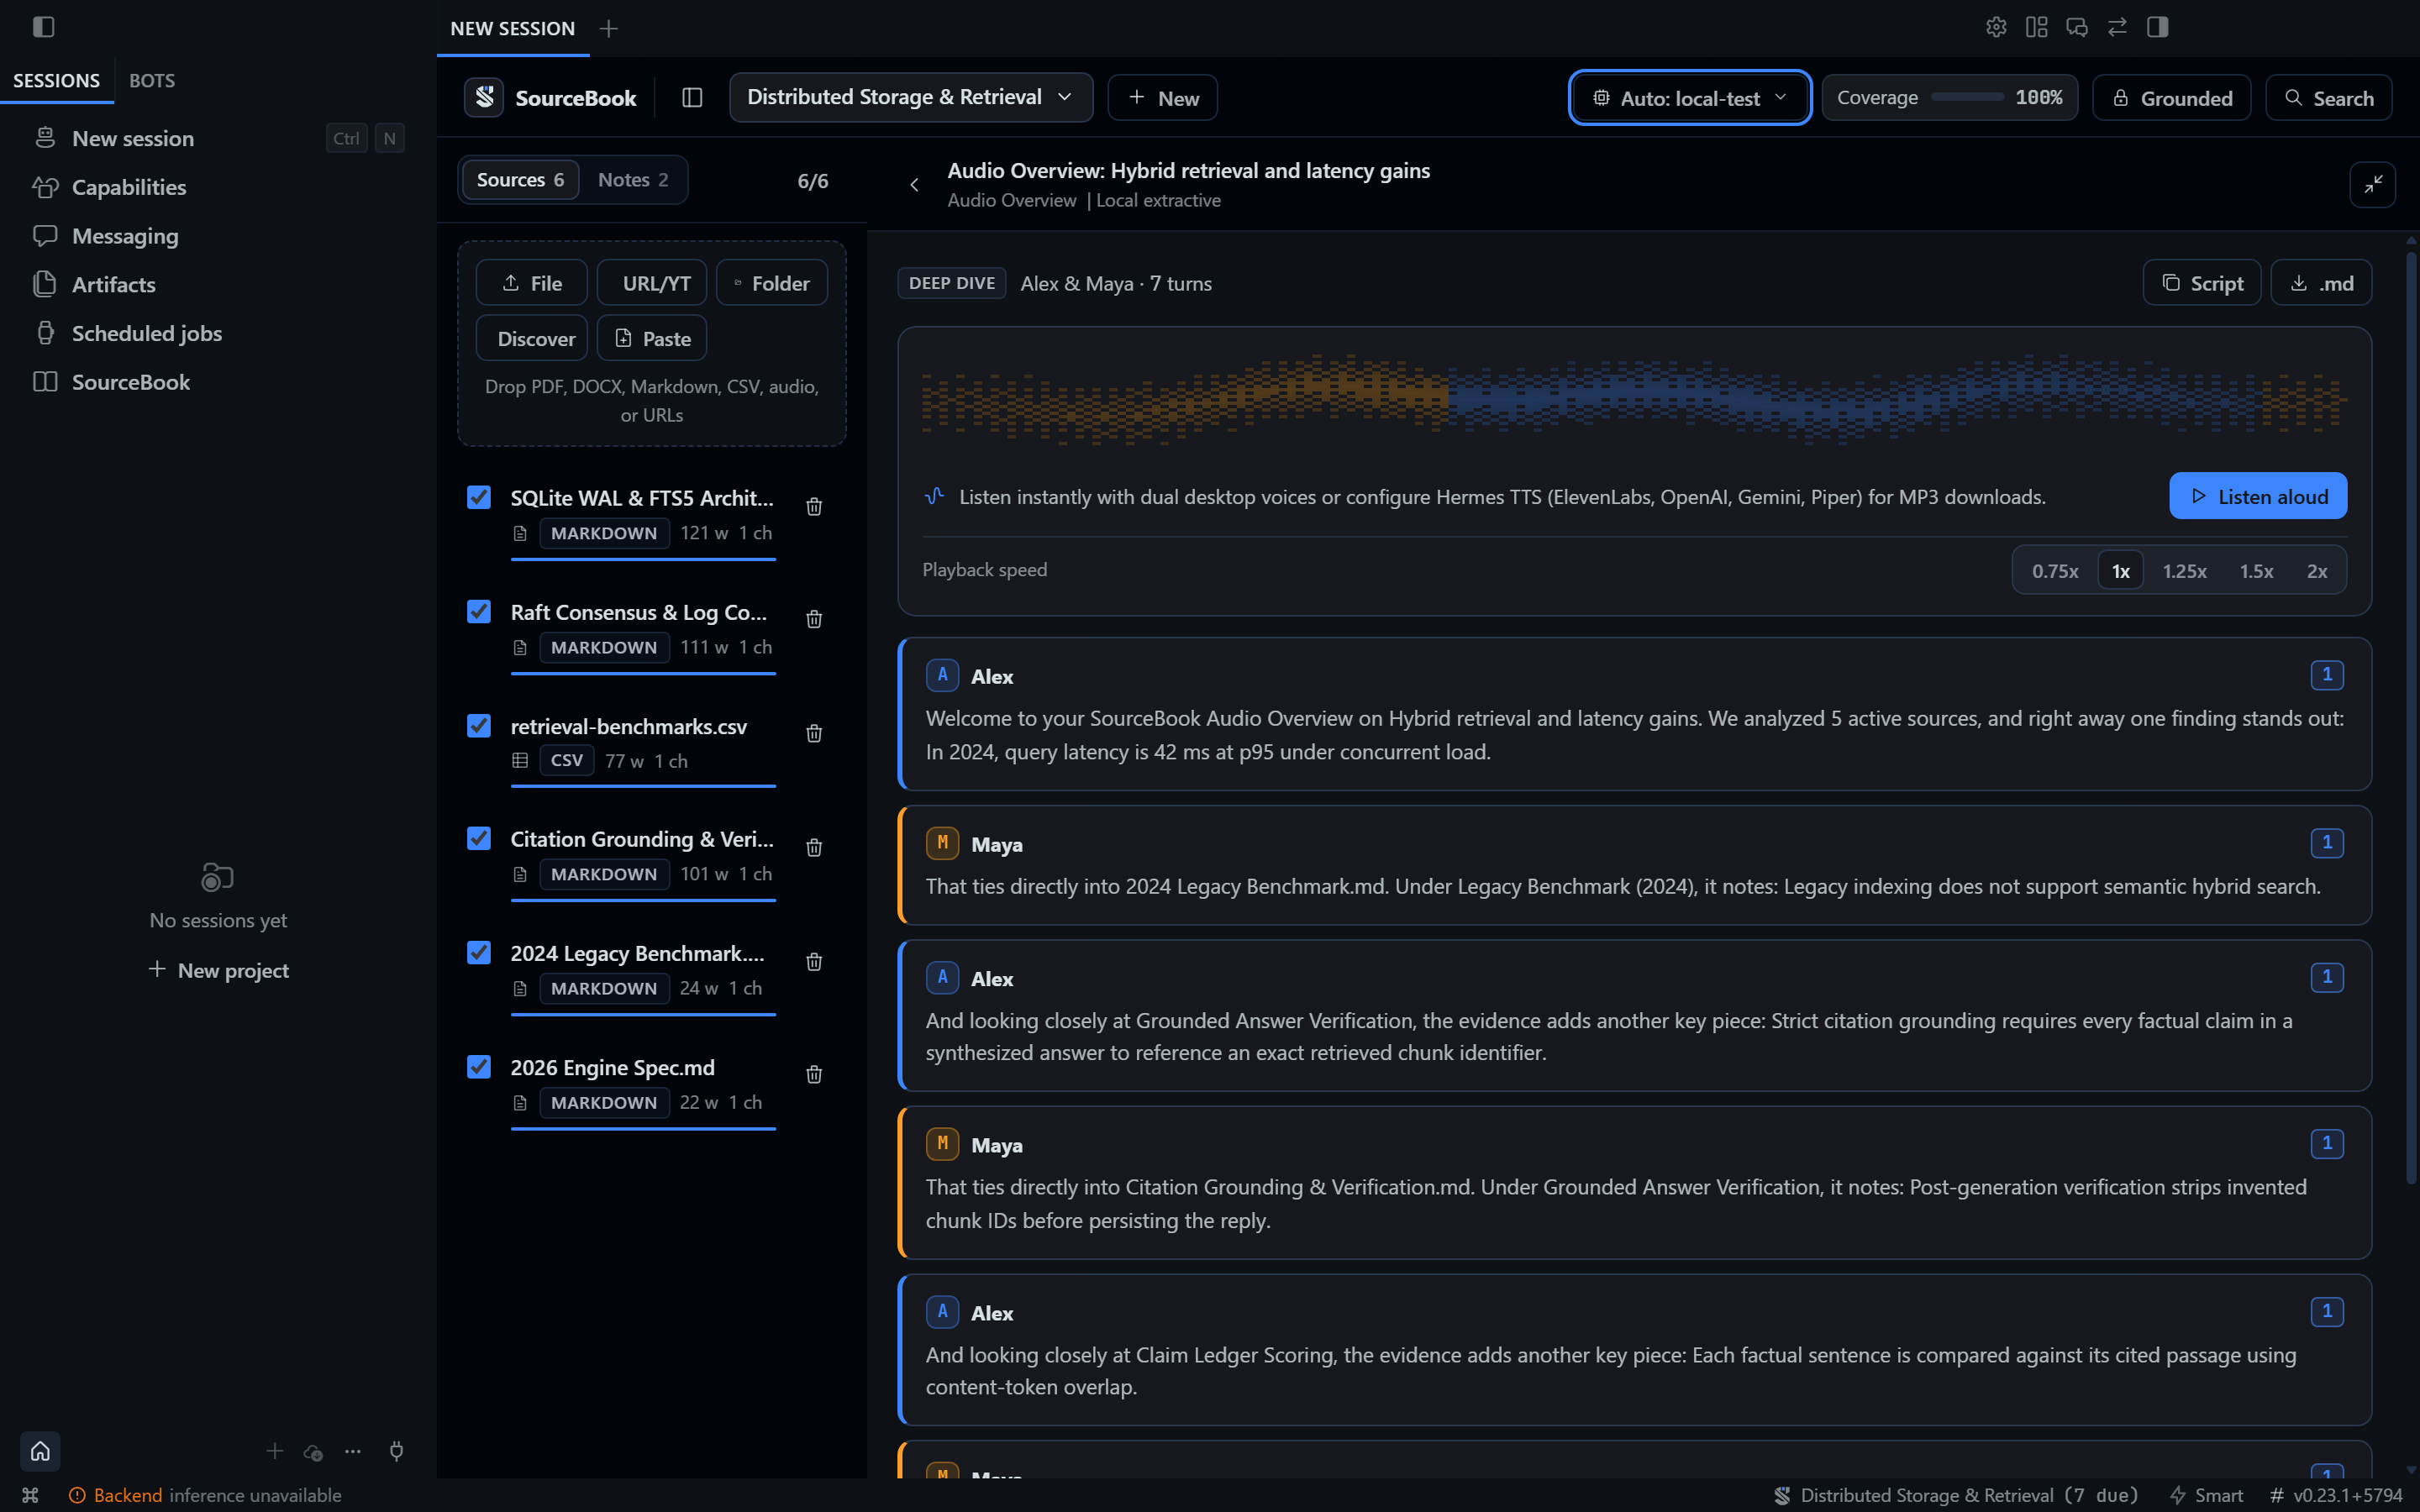 NEW SESSION
SESSIONS
BOTS
New session
Ctrl N
Capabilities
Messaging
Artifacts
Scheduled jobs
SourceBook
No sessions yet
New project
Backend inference unavailable
SourceBook
Distributed Storage & Retrieval
New
Auto: local-test
Coverage 100%
Grounded
Search
Sources 6
Notes 2
6/6
File
URL/YT
Folder
Discover
Paste
Drop PDF, DOCX, Markdown, CSV, audio,
or URLs
SQLite WAL & FTS5 Archit...
MARKDOWN 121 w 1 ch
Raft Consensus & Log Co...
MARKDOWN 111 w 1 ch
retrieval-benchmarks.csv
CSV 77 w 1 ch
Citation Grounding & Veri...
MARKDOWN 101 w 1 ch
2024 Legacy Benchmark....
MARKDOWN 24 w 1 ch
2026 Engine Spec.md
MARKDOWN 22 w 1 ch
Audio Overview: Hybrid retrieval and latency gains
Audio Overview | Local extractive
DEEP DIVE Alex & Maya · 7 turns
Script
.md
Listen instantly with dual desktop voices or configure Hermes TTS (ElevenLabs, OpenAI, Gemini, Piper) for MP3 downloads.
Listen aloud
Playback speed
0.75x 1x 1.25x 1.5x 2x
A Alex 1
Welcome to your SourceBook Audio Overview on Hybrid retrieval and latency gains. We analyzed 5 active sources, and right away one finding stands out:
In 2024, query latency is 42 ms at p95 under concurrent load.
M Maya 1
That ties directly into 2024 Legacy Benchmark.md. Under Legacy Benchmark (2024), it notes: Legacy indexing does not support semantic hybrid search.
A Alex 1
And looking closely at Grounded Answer Verification, the evidence adds another key piece: Strict citation grounding requires every factual claim in a
synthesized answer to reference an exact retrieved chunk identifier.
M Maya 1
That ties directly into Citation Grounding & Verification.md. Under Grounded Answer Verification, it notes: Post-generation verification strips invented
chunk IDs before persisting the reply.
A Alex 1
And looking closely at Claim Ledger Scoring, the evidence adds another key piece: Each factual sentence is compared against its cited passage using
content-token overlap.
M Maya 1
Distributed Storage & Retrieval (7 due)
Smart
# v0.23.1+5794